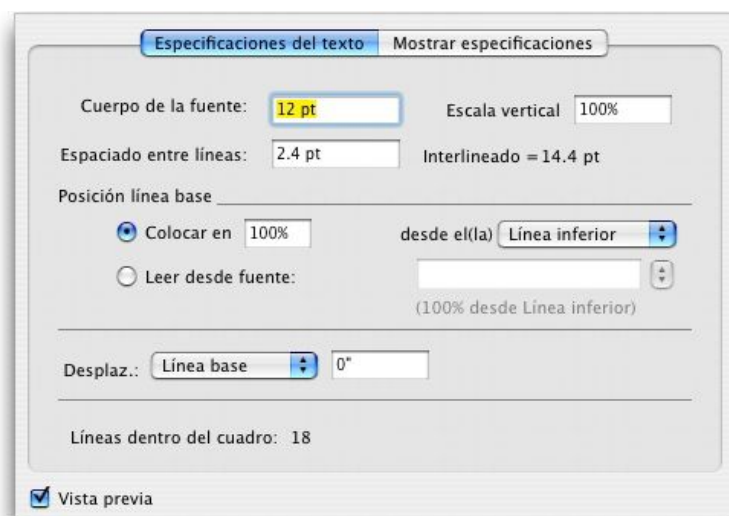 Especificaciones del texto Mostrar especificaciones
Cuerpo de la fuente: 12 pt Escala vertical 100%
Espaciado entre líneas: 2.4 pt Interlineado = 14.4 pt
Posición línea base
Colocar en 100% desde el(la) Línea inferior
Leer desde fuente:
(100% desde Línea inferior)
Desplaz.: Línea base 0"
Líneas dentro del cuadro: 18
Vista previa